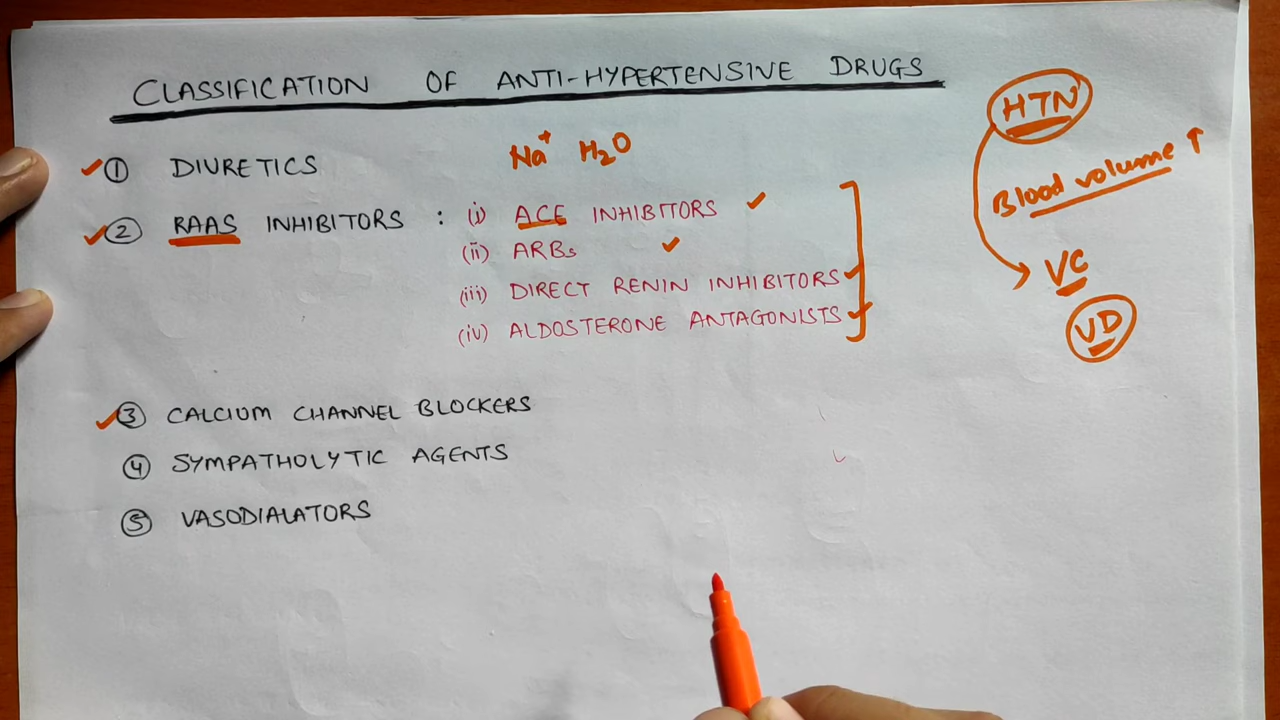 CLASSIFICATION OF ANTI-HYPERTENSIVE DRUGS
① DIURETICS
Na⁺ H₂O
② RAAS INHIBITORS : (i) ACE INHIBITORS
(ii) ARBs
(iii) DIRECT RENIN INHIBITORS
(iv) ALDOSTERONE ANTAGONISTS
③ CALCIUM CHANNEL BLOCKERS
④ SYMPATHOLYTIC AGENTS
⑤ VASODIALATORS
HTN
Blood volume ↑
VC
VD